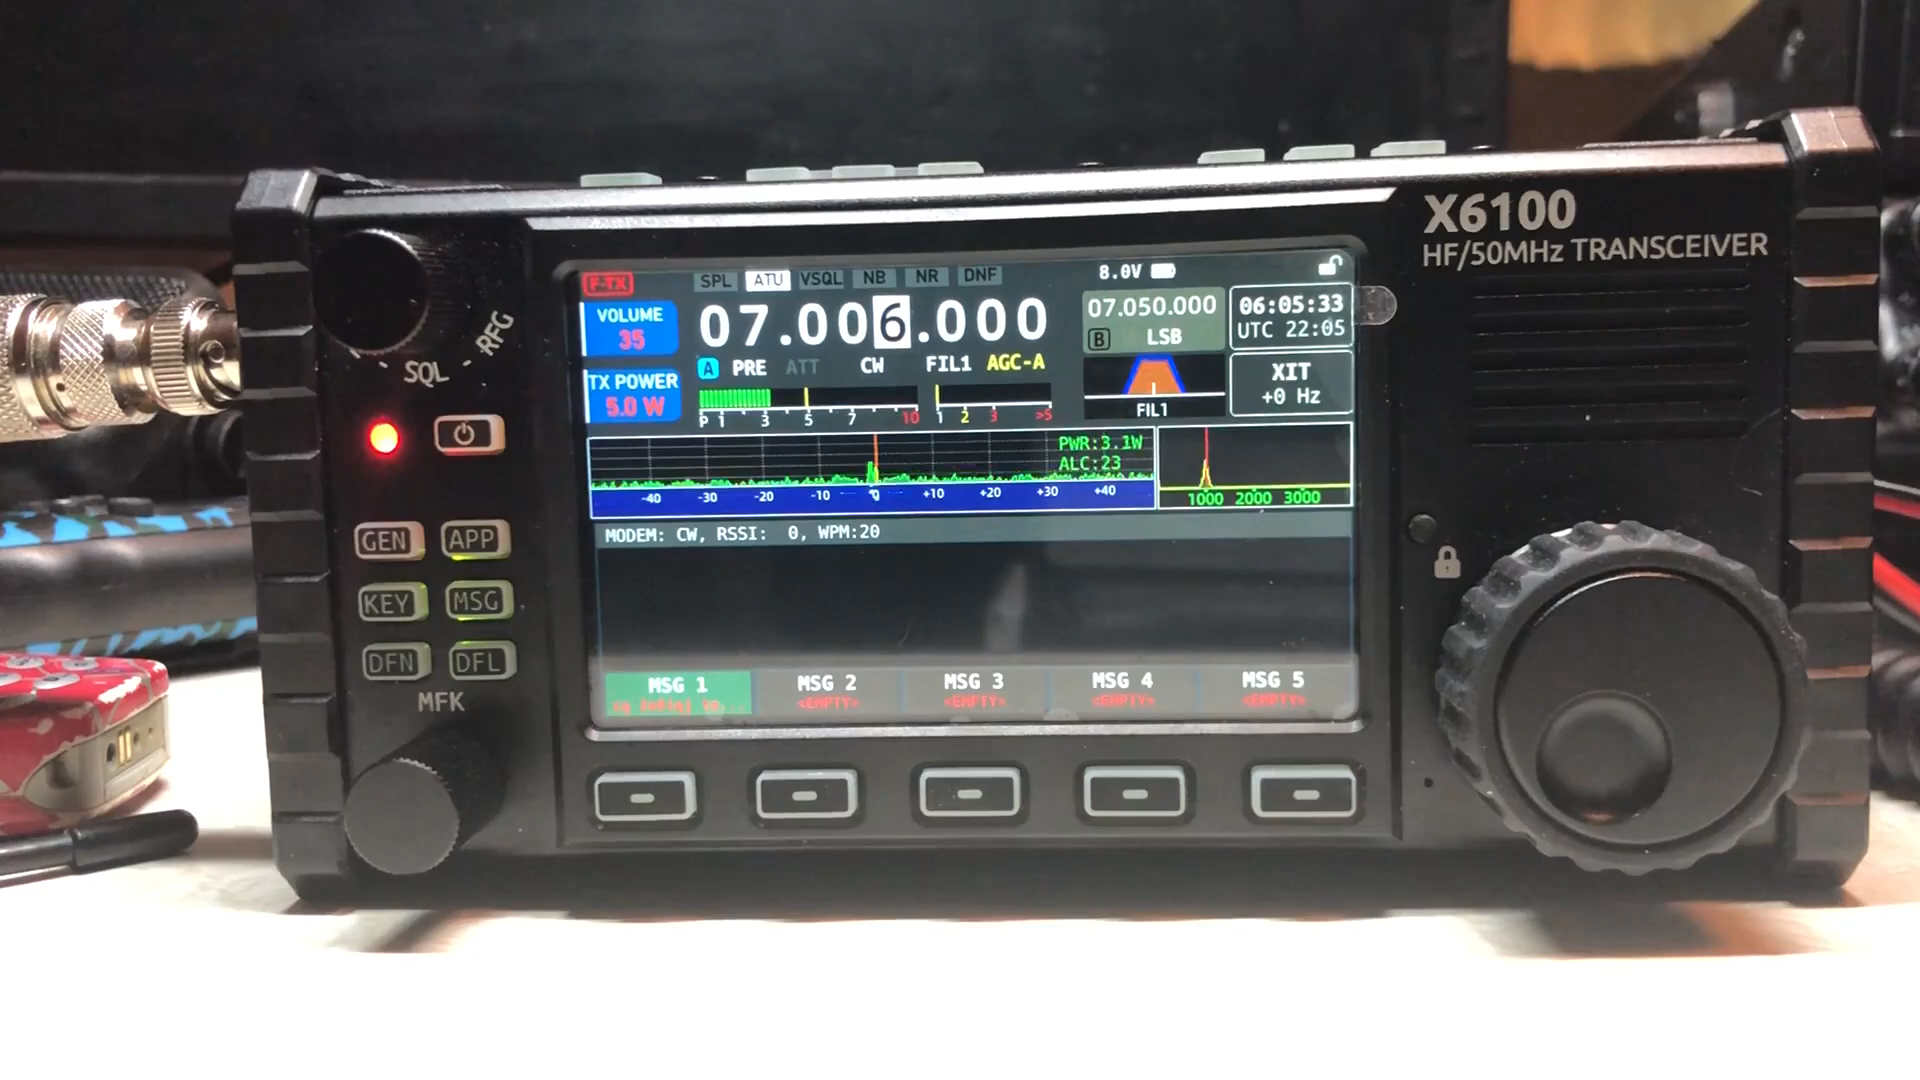 X6100
HF/50MHz TRANSCEIVER
F-TX SPL ATU VSQL NB NR DNF 8.0V
VOLUME
35
07.006.000
07.050.000
B LSB
06:05:33
UTC 22:05
A PRE ATT CW FIL1 AGC-A
TX POWER
5.0 W
P 1 3 5 7 10 1 2 3 >5
FIL1
XIT
+0 Hz
PWR:3.1W
ALC:23
-40 -30 -20 -10 0 +10 +20 +30 +40
1000 2000 3000
MODEM: CW, RSSI: 0, WPM:20
MSG 1 MSG 2 MSG 3 MSG 4 MSG 5
<EMPTY> <EMPTY> <EMPTY> <EMPTY>
SQL RFG
GEN APP
KEY MSG
DFN DFL
MFK